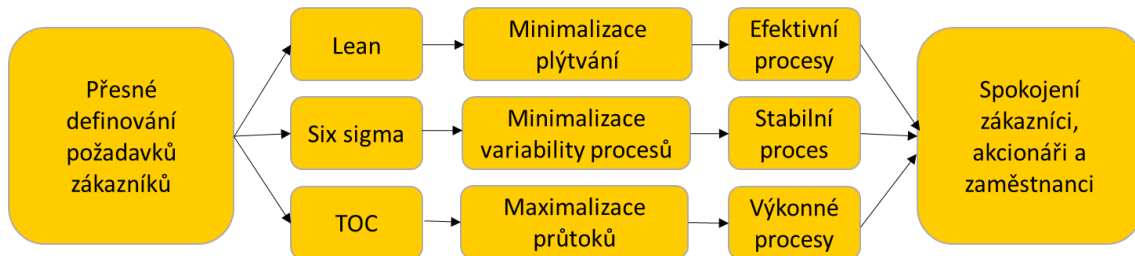 Přesné
definování
požadavků
zákazníků
Lean
Minimalizace
plýtvání
Efektivní
procesy
Six sigma
Minimalizace
variability procesů
Stabilní
proces
TOC
Maximalizace
průtoků
Výkonné
procesy
Spokojení
zákazníci,
akcionáři a
zaměstnanci